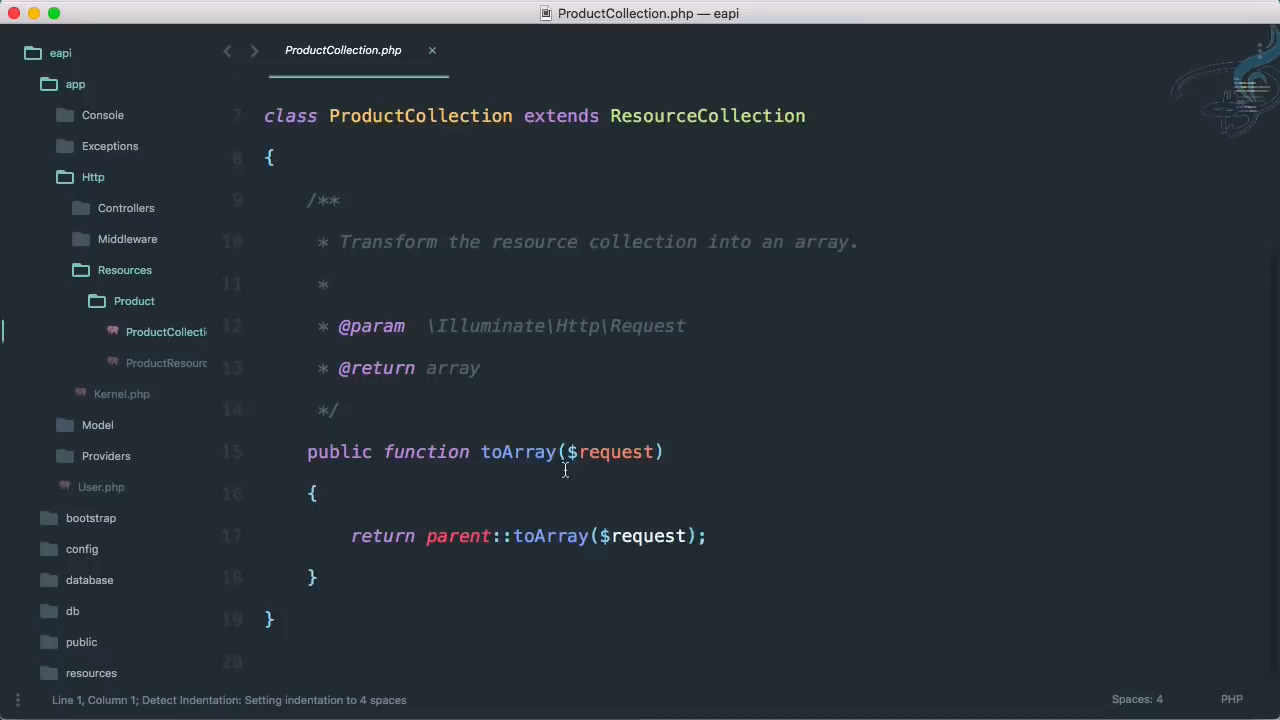 ProductCollection.php — eapi
eapi
app
Console
Exceptions
Http
Controllers
Middleware
Resources
Product
ProductCollecti
ProductResourc
Kernel.php
Model
Providers
User.php
bootstrap
config
database
db
public
resources
ProductCollection.php ×
7 class ProductCollection extends ResourceCollection
8 {
9 /**
10 * Transform the resource collection into an array.
11 *
12 * @param  \Illuminate\Http\Request
13 * @return array
14 */
15 public function toArray($request)
16 {
17 return parent::toArray($request);
18 }
19 }
20
Line 1, Column 1; Detect Indentation: Setting indentation to 4 spaces
Spaces: 4
PHP